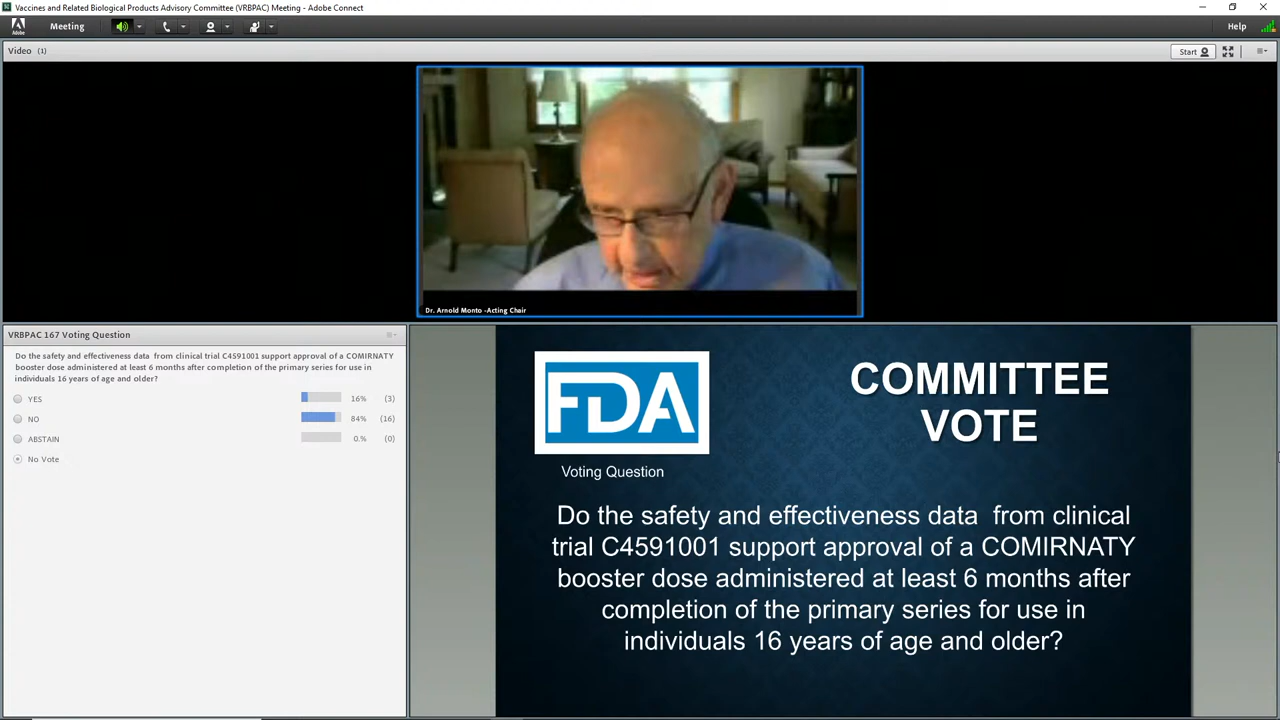 Vaccines and Related Biological Products Advisory Committee (VRBPAC) Meeting - Adobe Connect
Adobe
Meeting
Help
Video (1)
Start
Dr. Arnold Monto -Acting Chair
VRBPAC 167 Voting Question
Do the safety and effectiveness data from clinical trial C4591001 support approval of a COMIRNATY
booster dose administered at least 6 months after completion of the primary series for use in
individuals 16 years of age and older?
YES 16% (3)
NO 84% (16)
ABSTAIN 0.% (0)
No Vote
FDA
Voting Question
COMMITTEE
VOTE
Do the safety and effectiveness data from clinical
trial C4591001 support approval of a COMIRNATY
booster dose administered at least 6 months after
completion of the primary series for use in
individuals 16 years of age and older?